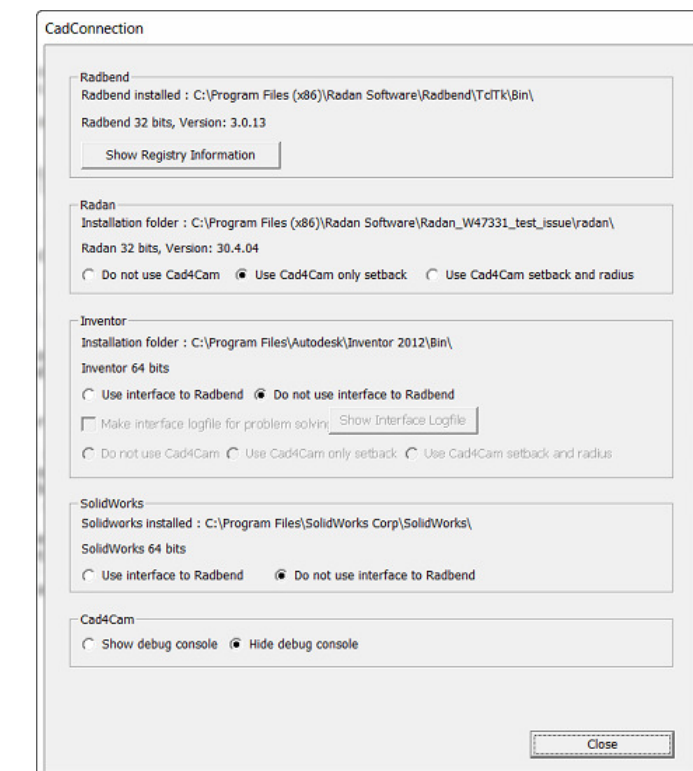 CadConnection
Radbend
Radbend installed : C:\Program Files (x86)\Radan Software\Radbend\TclTk\Bin\
Radbend 32 bits, Version: 3.0.13
Show Registry Information
Radan
Installation folder : C:\Program Files (x86)\Radan Software\Radan_W47331_test_issue\radan\
Radan 32 bits, Version: 30.4.04
Do not use Cad4Cam Use Cad4Cam only setback Use Cad4Cam setback and radius
Inventor
Installation folder : C:\Program Files\Autodesk\Inventor 2012\Bin\
Inventor 64 bits
Use interface to Radbend Do not use interface to Radbend
Make interface logfile for problem solving Show Interface Logfile
Do not use Cad4Cam Use Cad4Cam only setback Use Cad4Cam setback and radius
SolidWorks
Solidworks installed : C:\Program Files\SolidWorks Corp\SolidWorks\
SolidWorks 64 bits
Use interface to Radbend Do not use interface to Radbend
Cad4Cam
Show debug console Hide debug console
Close